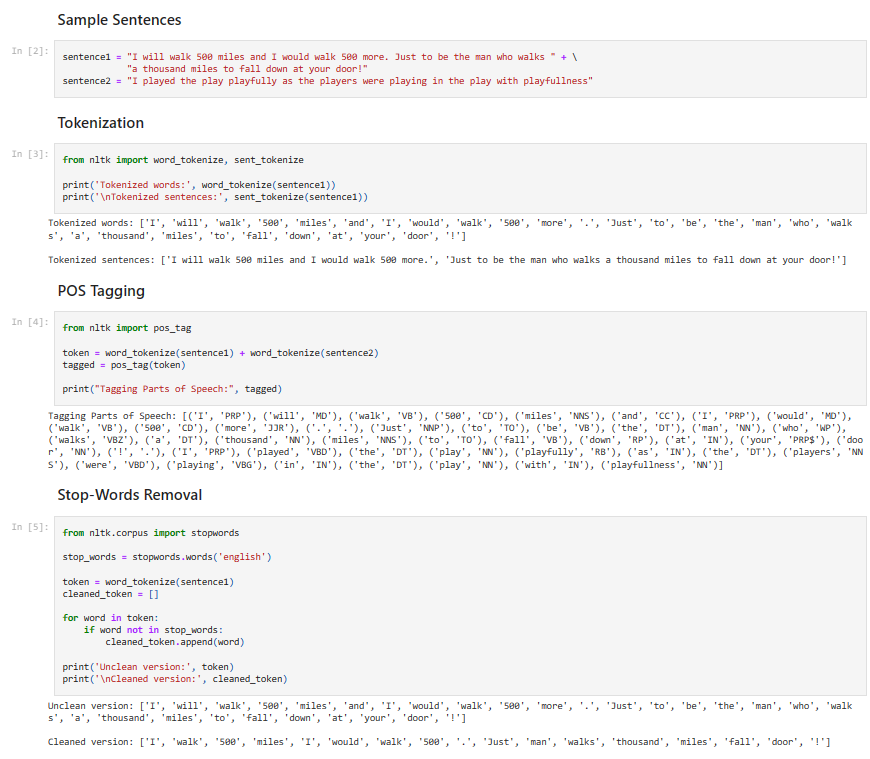 Sample Sentences
In [2]:
sentence1 = "I will walk 500 miles and I would walk 500 more. Just to be the man who walks " + \
"a thousand miles to fall down at your door!"
sentence2 = "I played the play playfully as the players were playing in the play with playfullness"
Tokenization
In [3]:
from nltk import word_tokenize, sent_tokenize
print('Tokenized words:', word_tokenize(sentence1))
print('\nTokenized sentences:', sent_tokenize(sentence1))
Tokenized words: ['I', 'will', 'walk', '500', 'miles', 'and', 'I', 'would', 'walk', '500', 'more', '.', 'Just', 'to', 'be', 'the', 'man', 'who', 'walk
s', 'a', 'thousand', 'miles', 'to', 'fall', 'down', 'at', 'your', 'door', '!']
Tokenized sentences: ['I will walk 500 miles and I would walk 500 more.', 'Just to be the man who walks a thousand miles to fall down at your door!']
POS Tagging
In [4]:
from nltk import pos_tag
token = word_tokenize(sentence1) + word_tokenize(sentence2)
tagged = pos_tag(token)
print("Tagging Parts of Speech:", tagged)
Tagging Parts of Speech: [('I', 'PRP'), ('will', 'MD'), ('walk', 'VB'), ('500', 'CD'), ('miles', 'NNS'), ('and', 'CC'), ('I', 'PRP'), ('would', 'MD'),
('walk', 'VB'), ('500', 'CD'), ('more', 'JJR'), ('.', '.'), ('Just', 'NNP'), ('to', 'TO'), ('be', 'VB'), ('the', 'DT'), ('man', 'NN'), ('who', 'WP'),
('walks', 'VBZ'), ('a', 'DT'), ('thousand', 'NN'), ('miles', 'NNS'), ('to', 'TO'), ('fall', 'VB'), ('down', 'RP'), ('at', 'IN'), ('your', 'PRP$'), ('doo
r', 'NN'), ('!', '.'), ('I', 'PRP'), ('played', 'VBD'), ('the', 'DT'), ('play', 'NN'), ('playfully', 'RB'), ('as', 'IN'), ('the', 'DT'), ('players', 'NN
S'), ('were', 'VBD'), ('playing', 'VBG'), ('in', 'IN'), ('the', 'DT'), ('play', 'NN'), ('with', 'IN'), ('playfullness', 'NN')]
Stop-Words Removal
In [5]:
from nltk.corpus import stopwords
stop_words = stopwords.words('english')
token = word_tokenize(sentence1)
cleaned_token = []
for word in token:
if word not in stop_words:
cleaned_token.append(word)
print('Unclean version:', token)
print('\nCleaned version:', cleaned_token)
Unclean version: ['I', 'will', 'walk', '500', 'miles', 'and', 'I', 'would', 'walk', '500', 'more', '.', 'Just', 'to', 'be', 'the', 'man', 'who', 'walk
s', 'a', 'thousand', 'miles', 'to', 'fall', 'down', 'at', 'your', 'door', '!']
Cleaned version: ['I', 'walk', '500', 'miles', 'I', 'would', 'walk', '500', '.', 'Just', 'man', 'walks', 'thousand', 'miles', 'fall', 'door', '!']